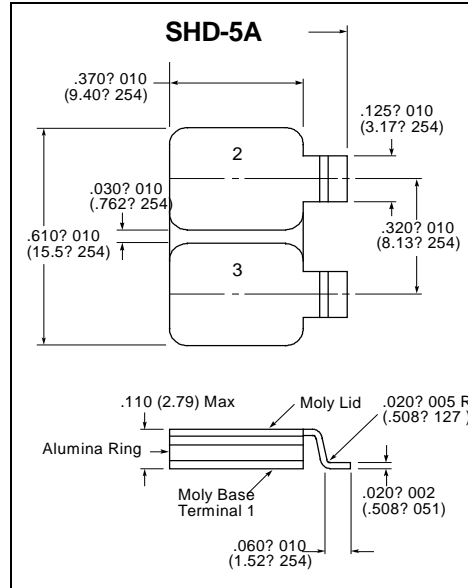 SHD-5A
.370? 010
(9.40? 254)
.125? 010
(3.17? 254)
2
.030? 010
(.762? 254)
.320? 010
(8.13? 254)
.610? 010
(15.5? 254)
3
.110 (2.79) Max
Moly Lid
.020? 005 R
(.508? 127 )
Alumina Ring
Moly Base
Terminal 1
.020? 002
(.508? 051)
.060? 010
(1.52? 254)